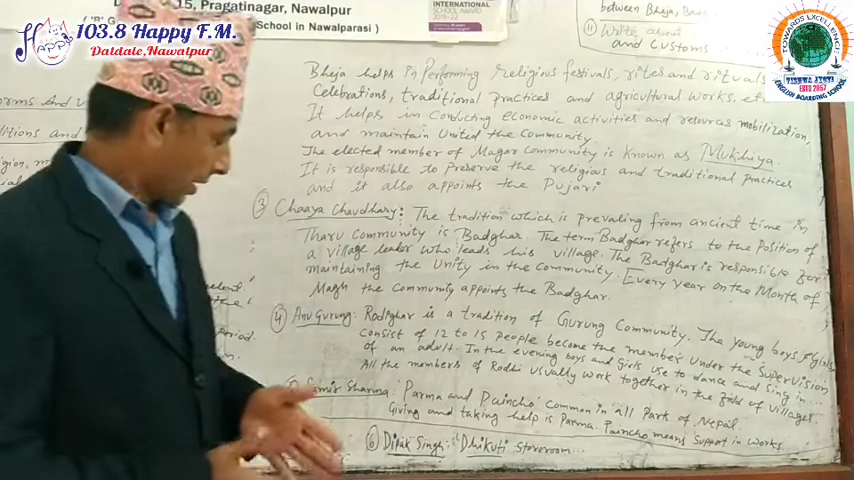 103.8 Happy F.M.
Daldale, Nawalpur
HAPPY
15, Pragatinagar, Nawalpur
School in Nawalparasi)
INTERNATIONAL
SCHOOL AWARD
2019-22
TOWARDS EXCELLENCE
VISHWA JYOTI
ESTD 2057
ENGLISH BOARDING SCHOOL
between Bheja,
(11) Write about
and Customs
Bheja helps in Performing religious festivals, rites and rituals
Celebrations, traditional practices and agricultural works. etc
It helps in conducting economic activities and resources mobilization,
and maintain United the Community.
The elected member of Magar Community is Known as Mukhiya.
It is responsible to Preserve the religious and traditional practices
and it also appoints the Pujari
(3) Chaaya Chaudhary: The tradition which is prevaling from ancient time in
Tharu Community is Badghar. The term Badghar refers to the Position of
a village leader who leads his village. The Badghar is responsible for
maintaining the Unity in the Community. Every year on the Month of
Magh the community appoints the Badghar.
(4) Anu Gurung: Rodighar is a tradition of Gurung Community. The young boys & Girls
Consist of 12 to 15 people become the member Under the Supervision
of an adult. In the evening boys and Girls use to dance and Sing in ...
All the members of Rodhi Usually work together in the field of villages.
Samir Sharma: 'Parma and Paincho' Common in all Park of Nepal.
Giving and taking help is Parma. Paincho means Support in works.
(6) Dipak Singh: 'Dhikuti Storeroom...